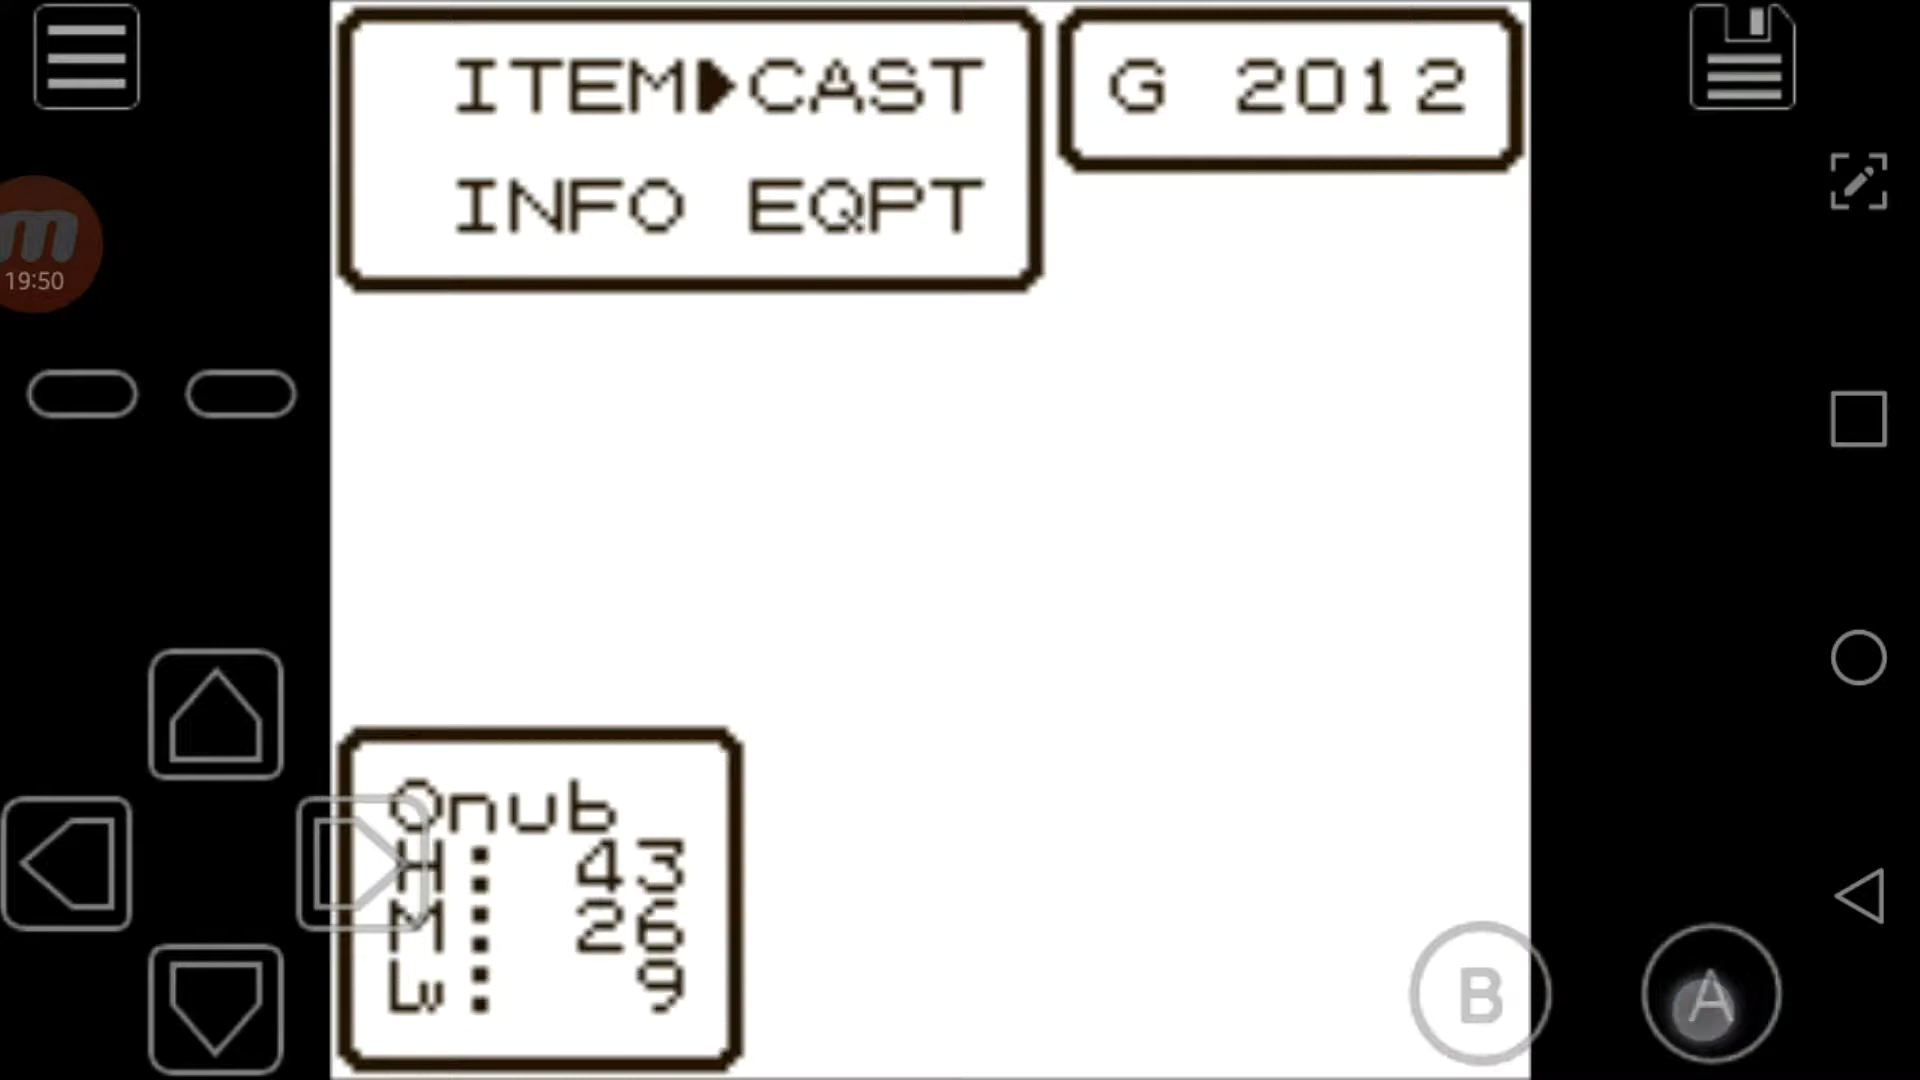 ITEM CAST
INFO EQPT
G 2012
m
19:50
Onub
H: 43
M: 26
Lv: 9
B
A